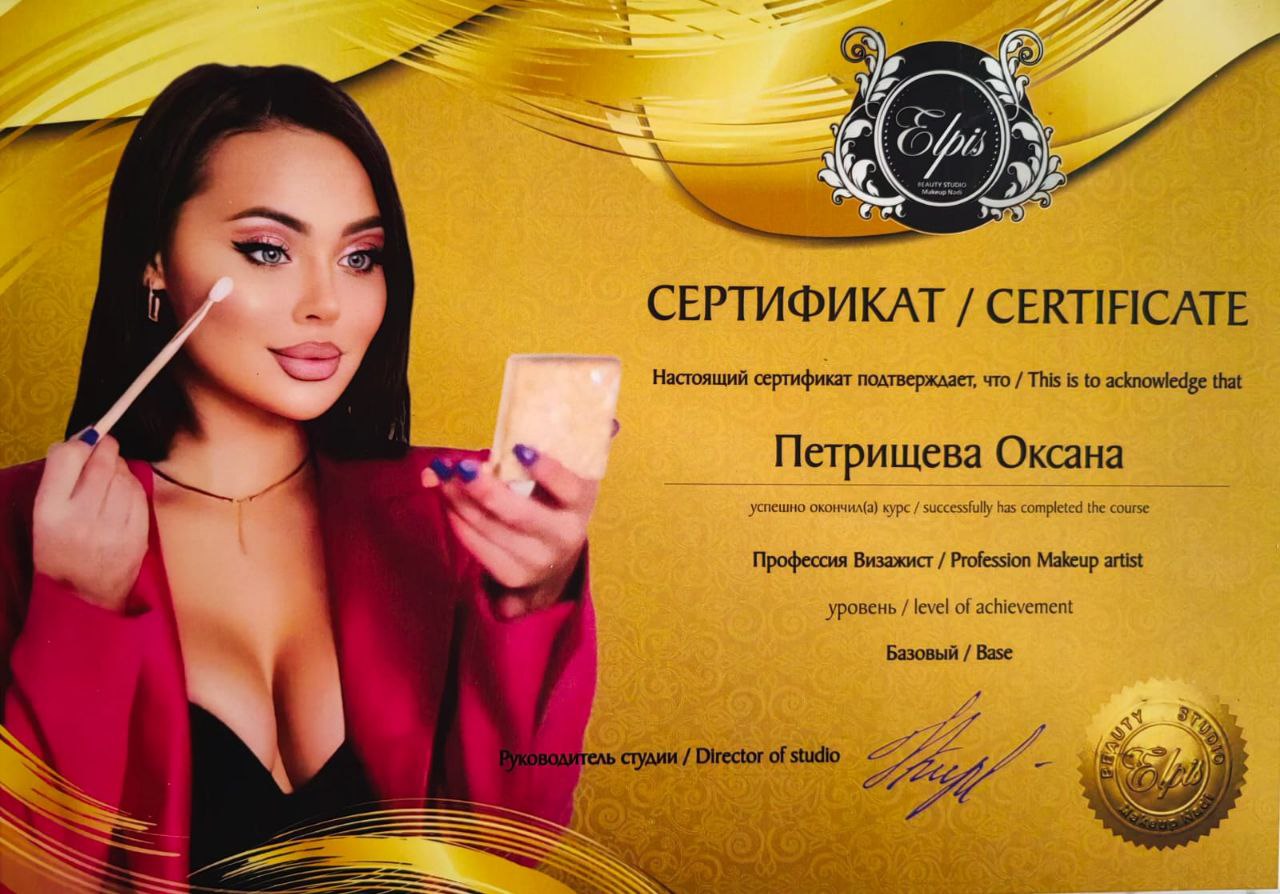 Elpis
BEAUTY STUDIO
Makeup Nadi
СЕРТИФИКАТ / CERTIFICATE
Настоящий сертификат подтверждает, что / This is to acknowledge that
Петрищева Оксана
успешно окончил(а) курс / successfully has completed the course
Профессия Визажист / Profession Makeup artist
уровень / level of achievement
Базовый / Base
Руководитель студии / Director of studio
BEAUTY STUDIO
Elpis
Makeup Nadi